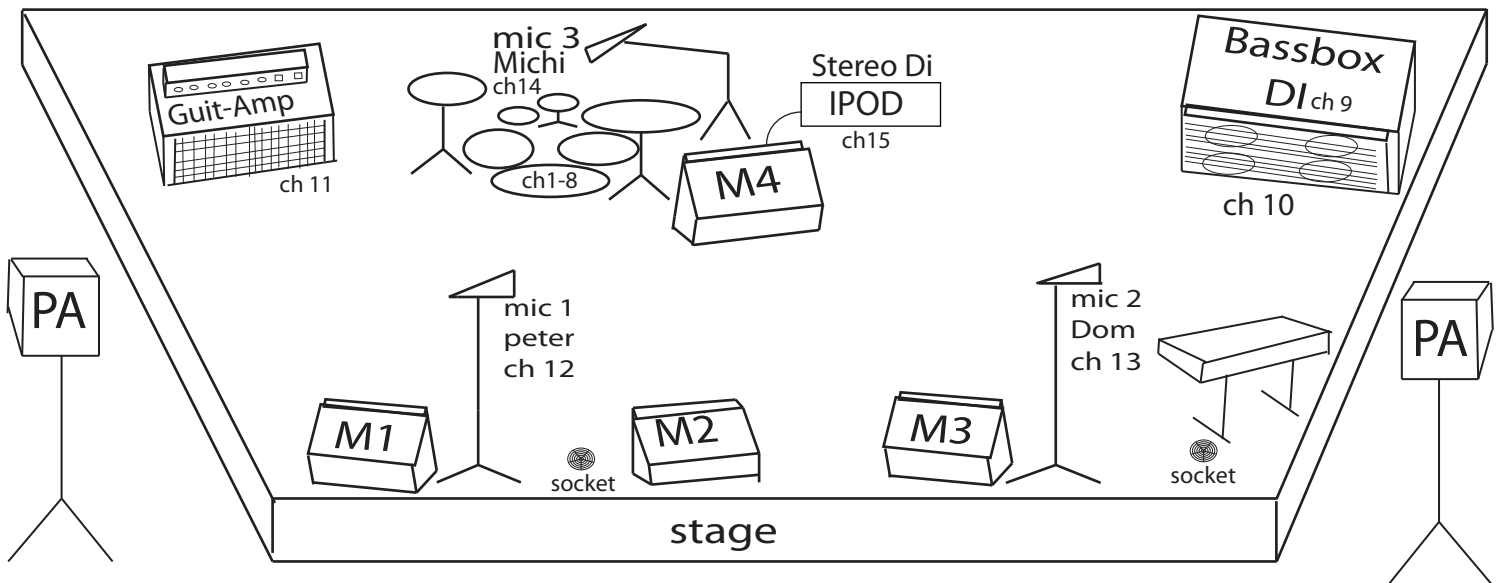 mic 3
Michi
ch14
Guit-Amp
ch 11
ch1-8
Stereo Di
IPOD
ch15
M4
Bassbox
DI ch 9
ch 10
PA
mic 1
peter
ch 12
mic 2
Dom
ch 13
PA
M1
socket
M2
M3
socket
stage